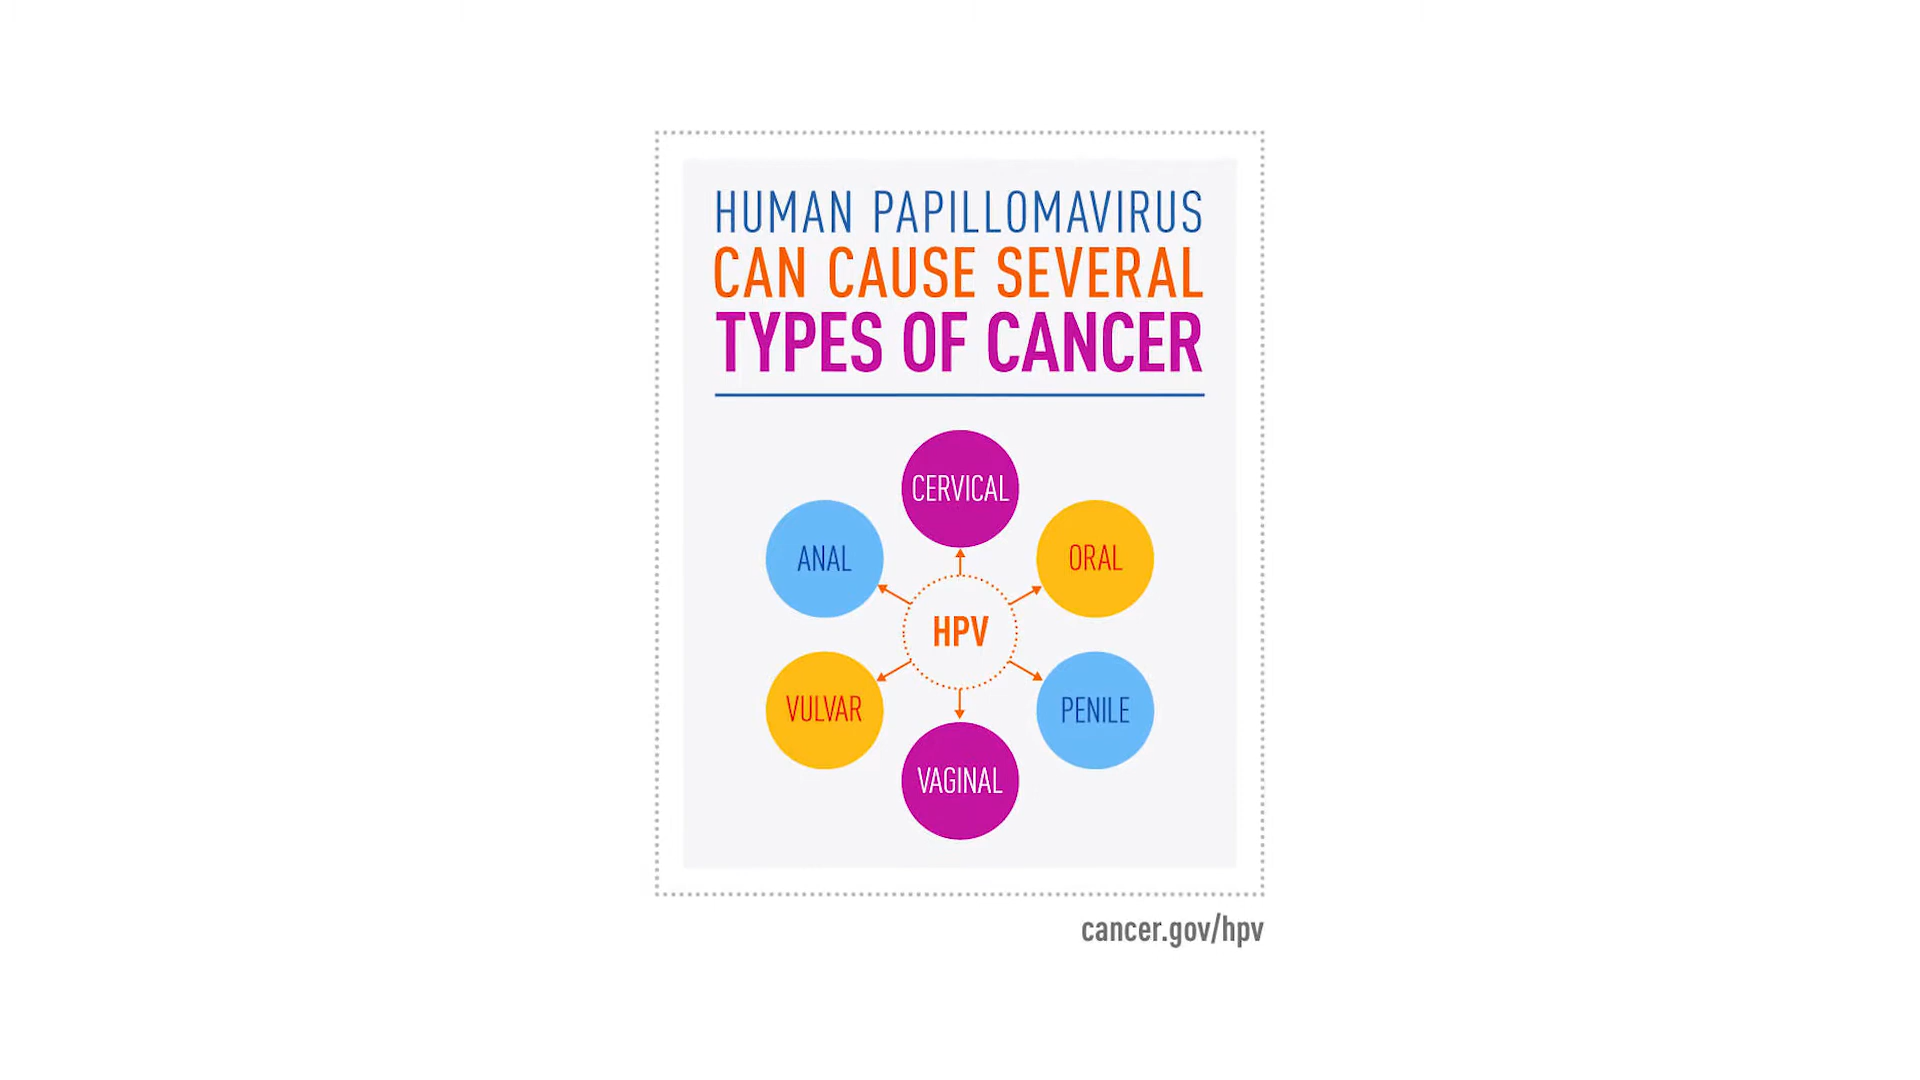 HUMAN PAPILLOMAVIRUS
CAN CAUSE SEVERAL
TYPES OF CANCER
CERVICAL
ANAL
ORAL
HPV
VULVAR
PENILE
VAGINAL
cancer.gov/hpv